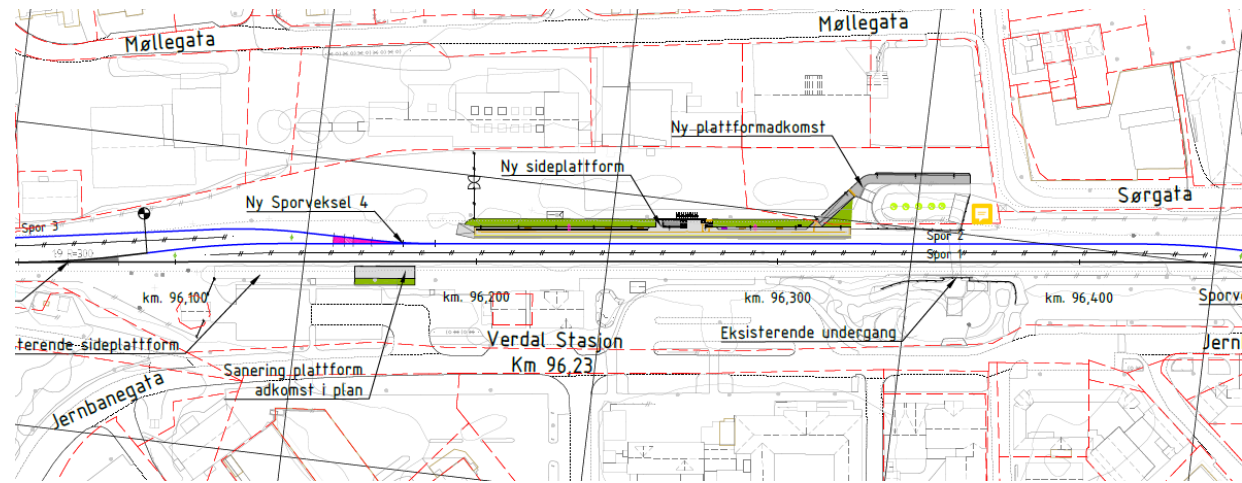 Møllegata
Møllegata
Ny plattformadkomst
Ny sideplattform
Sørgata
Ny Sporveksel 4
Spor 3
Spor 2
Spor 1
km. 96,100
km. 96,200
km. 96,300
km. 96,400
Sporv
terende sideplattform
Verdal Stasjon
Km 96,23
Eksisterende undergang
Jern
Sanering plattform
adkomst i plan
Jernbanegata